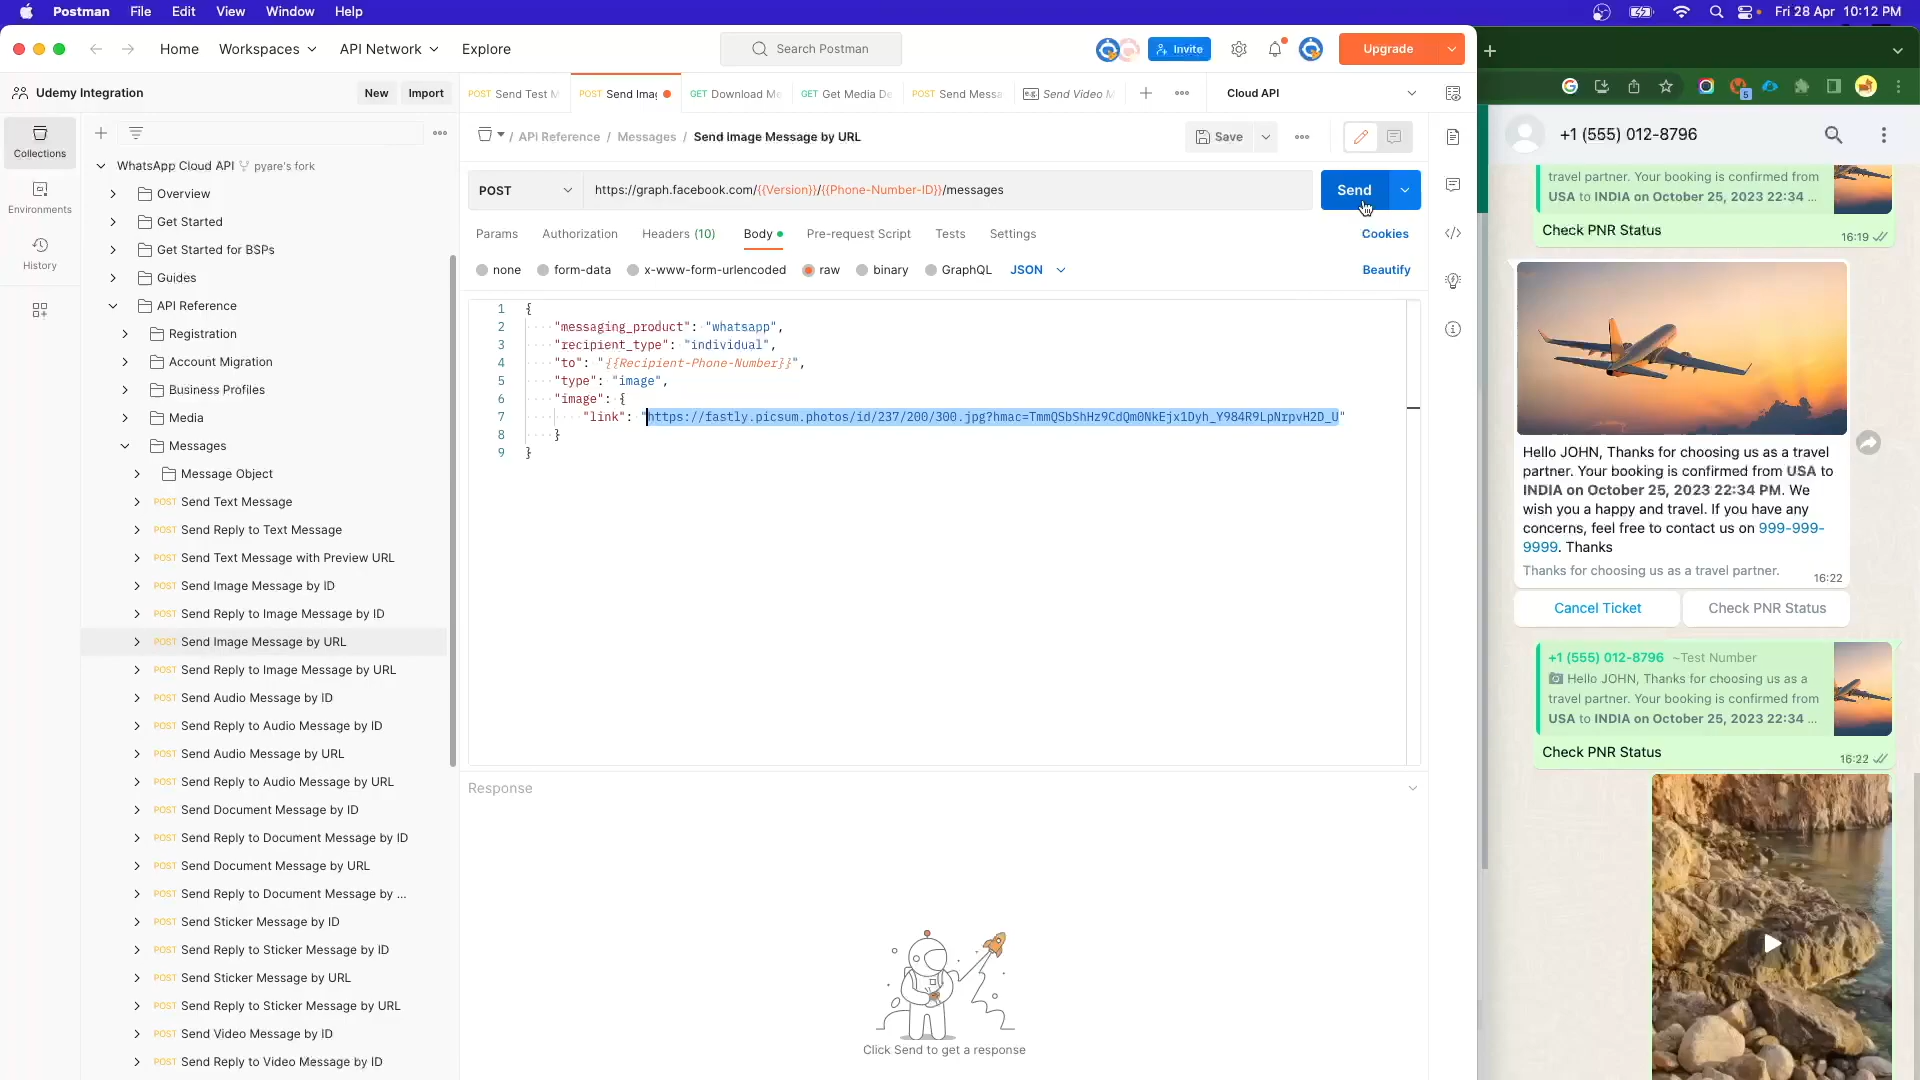 Postman File Edit View Window Help
Fri 28 Apr 10:12 PM
Home Workspaces API Network Explore
Search Postman
Invite
Upgrade
Udemy Integration
New Import
POST Send Test M
POST Send Imag
GET Download Me
GET Get Media De
POST Send Messa
e.g. Send Video M
Cloud API
Collections
Environments
History
WhatsApp Cloud API pyare's fork
Overview
Get Started
Get Started for BSPs
Guides
API Reference
Registration
Account Migration
Business Profiles
Media
Messages
Message Object
POST Send Text Message
POST Send Reply to Text Message
POST Send Text Message with Preview URL
POST Send Image Message by ID
POST Send Reply to Image Message by ID
POST Send Image Message by URL
POST Send Reply to Image Message by URL
POST Send Audio Message by ID
POST Send Reply to Audio Message by ID
POST Send Audio Message by URL
POST Send Reply to Audio Message by URL
POST Send Document Message by ID
POST Send Reply to Document Message by ID
POST Send Document Message by URL
POST Send Reply to Document Message by ...
POST Send Sticker Message by ID
POST Send Reply to Sticker Message by ID
POST Send Sticker Message by URL
POST Send Reply to Sticker Message by URL
POST Send Video Message by ID
POST Send Reply to Video Message by ID
/ API Reference / Messages / Send Image Message by URL
Save
POST https://graph.facebook.com/{{Version}}/{{Phone-Number-ID}}/messages
Send
Params Authorization Headers (10) Body Pre-request Script Tests Settings
Cookies
none form-data x-www-form-urlencoded raw binary GraphQL JSON
Beautify
1 {
2 "messaging_product": "whatsapp",
3 "recipient_type": "individual",
4 "to": "{{Recipient-Phone-Number}}",
5 "type": "image",
6 "image": {
7 "link": "https://fastly.picsum.photos/id/237/200/300.jpg?hmac=TmmQSbShHz9CdQm0NkEjx1Dyh_Y984R9LpNrpvH2D_U"
8 }
9 }
Response
Click Send to get a response
5
+1 (555) 012-8796
travel partner. Your booking is confirmed from
USA to INDIA on October 25, 2023 22:34 ...
Check PNR Status
16:19
Hello JOHN, Thanks for choosing us as a travel
partner. Your booking is confirmed from USA to
INDIA on October 25, 2023 22:34 PM. We
wish you a happy and travel. If you have any
concerns, feel free to contact us on 999-999-
9999. Thanks
Thanks for choosing us as a travel partner.
16:22
Cancel Ticket
Check PNR Status
+1 (555) 012-8796 ~Test Number
Hello JOHN, Thanks for choosing us as a
travel partner. Your booking is confirmed from
USA to INDIA on October 25, 2023 22:34 ...
Check PNR Status
16:22